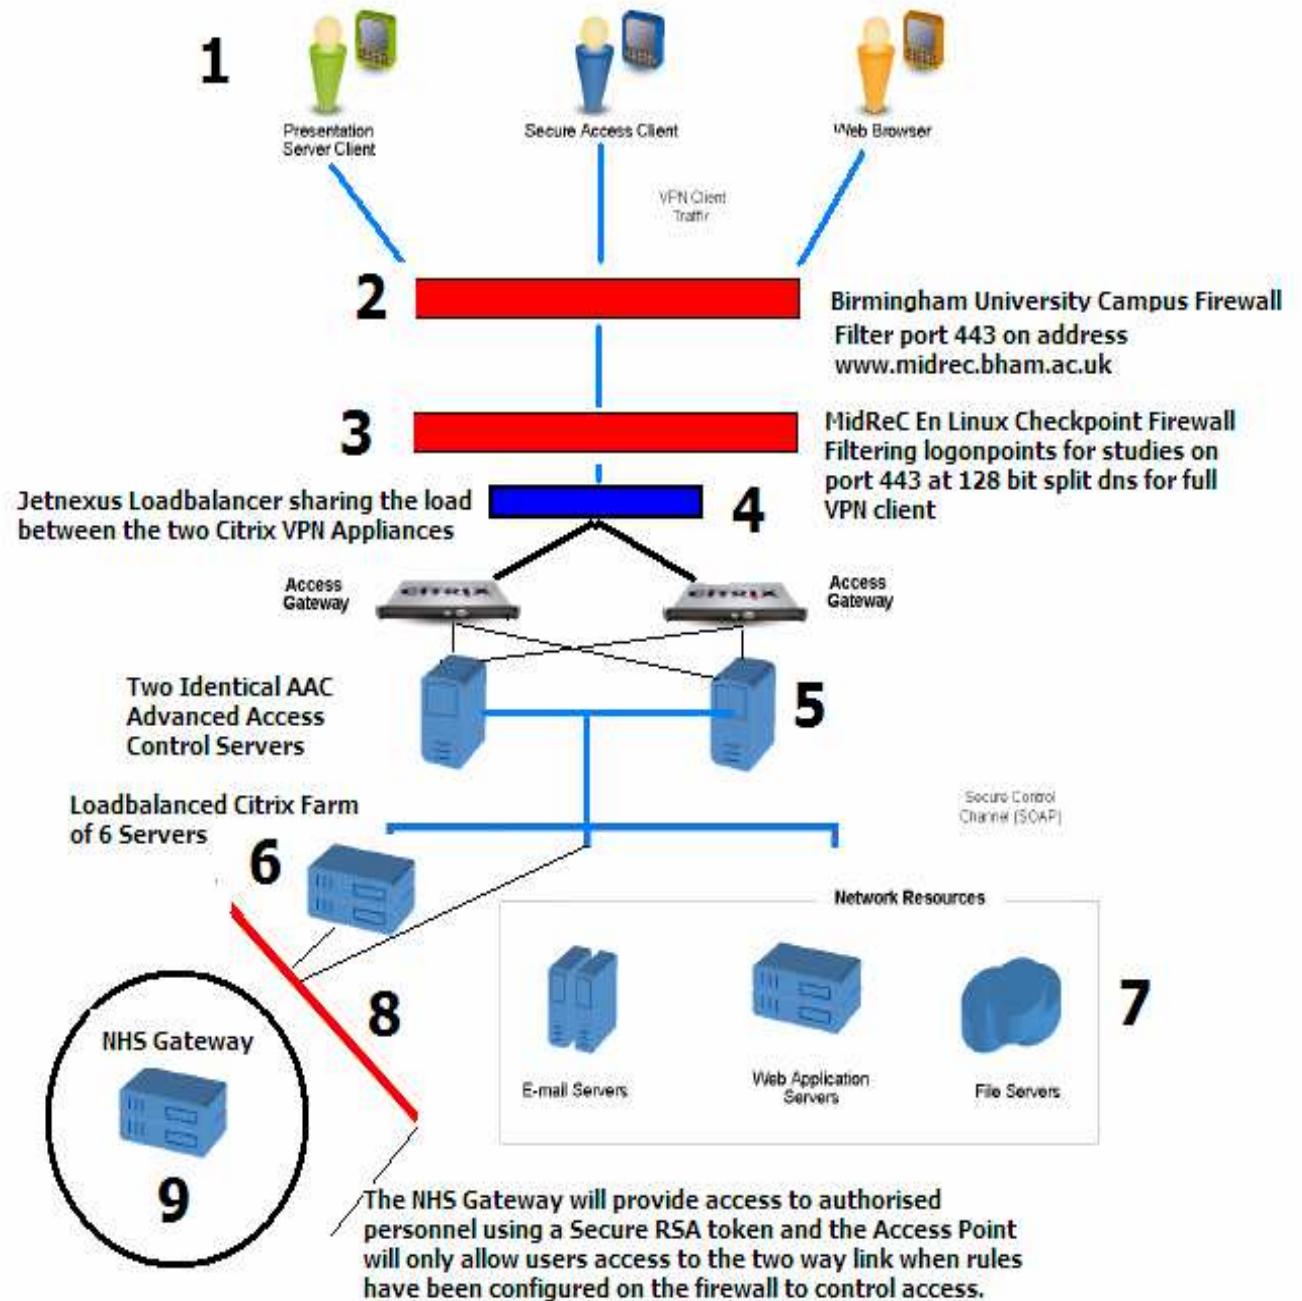 1
Presentation
Server Client
Secure Access Client
Web Browser
VPN Client
Traffic
2
Birmingham University Campus Firewall
Filter port 443 on address
www.midrec.bham.ac.uk
3
MidReC En Linux Checkpoint Firewall
Filtering logonpoints for studies on
port 443 at 128 bit split dns for full
VPN client
Jetnexus Loadbalancer sharing the load
between the two Citrix VPN Appliances
4
Access
Gateway
CITRIX
CITRIX
Access
Gateway
Two Identical AAC
Advanced Access
Control Servers
5
Loadbalanced Citrix Farm
of 6 Servers
Secure Control
Channel (SOAP)
6
Network Resources
7
8
E-mail Servers
Web Application
Servers
File Servers
NHS Gateway
9
The NHS Gateway will provide access to authorised
personnel using a Secure RSA token and the Access Point
will only allow users access to the two way link when rules
have been configured on the firewall to control access.